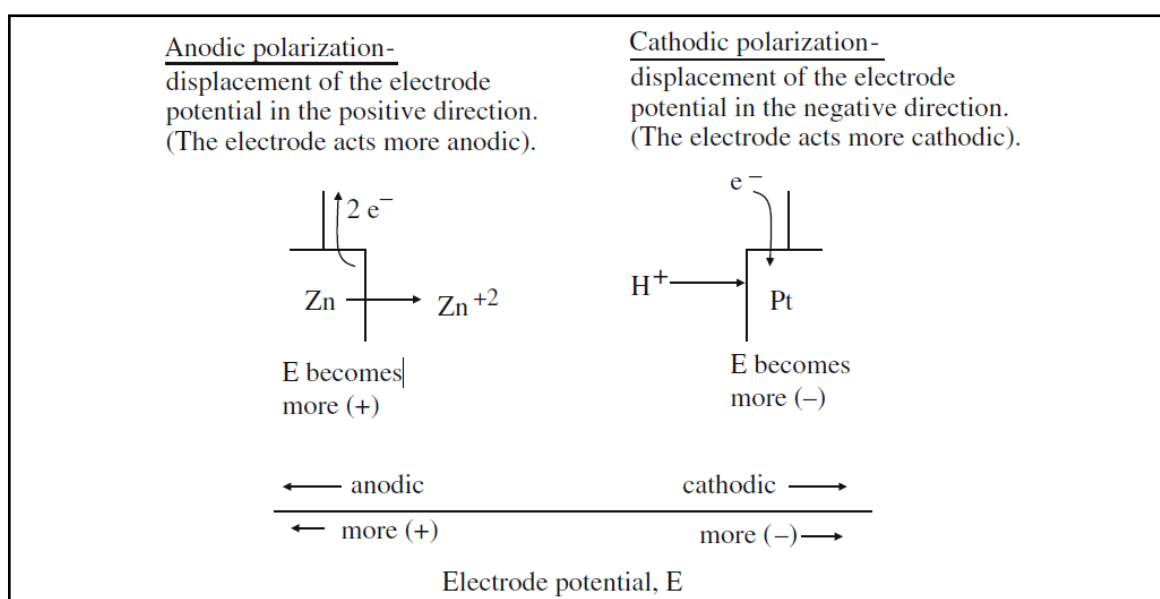 Anodic polarization-
displacement of the electrode
potential in the positive direction.
(The electrode acts more anodic).
2 e⁻
Zn
Zn⁺²
E becomes
more (+)
Cathodic polarization-
displacement of the electrode
potential in the negative direction.
(The electrode acts more cathodic).
e⁻
H⁺
Pt
E becomes
more (–)
anodic
cathodic
more (+)
more (–)
Electrode potential, E